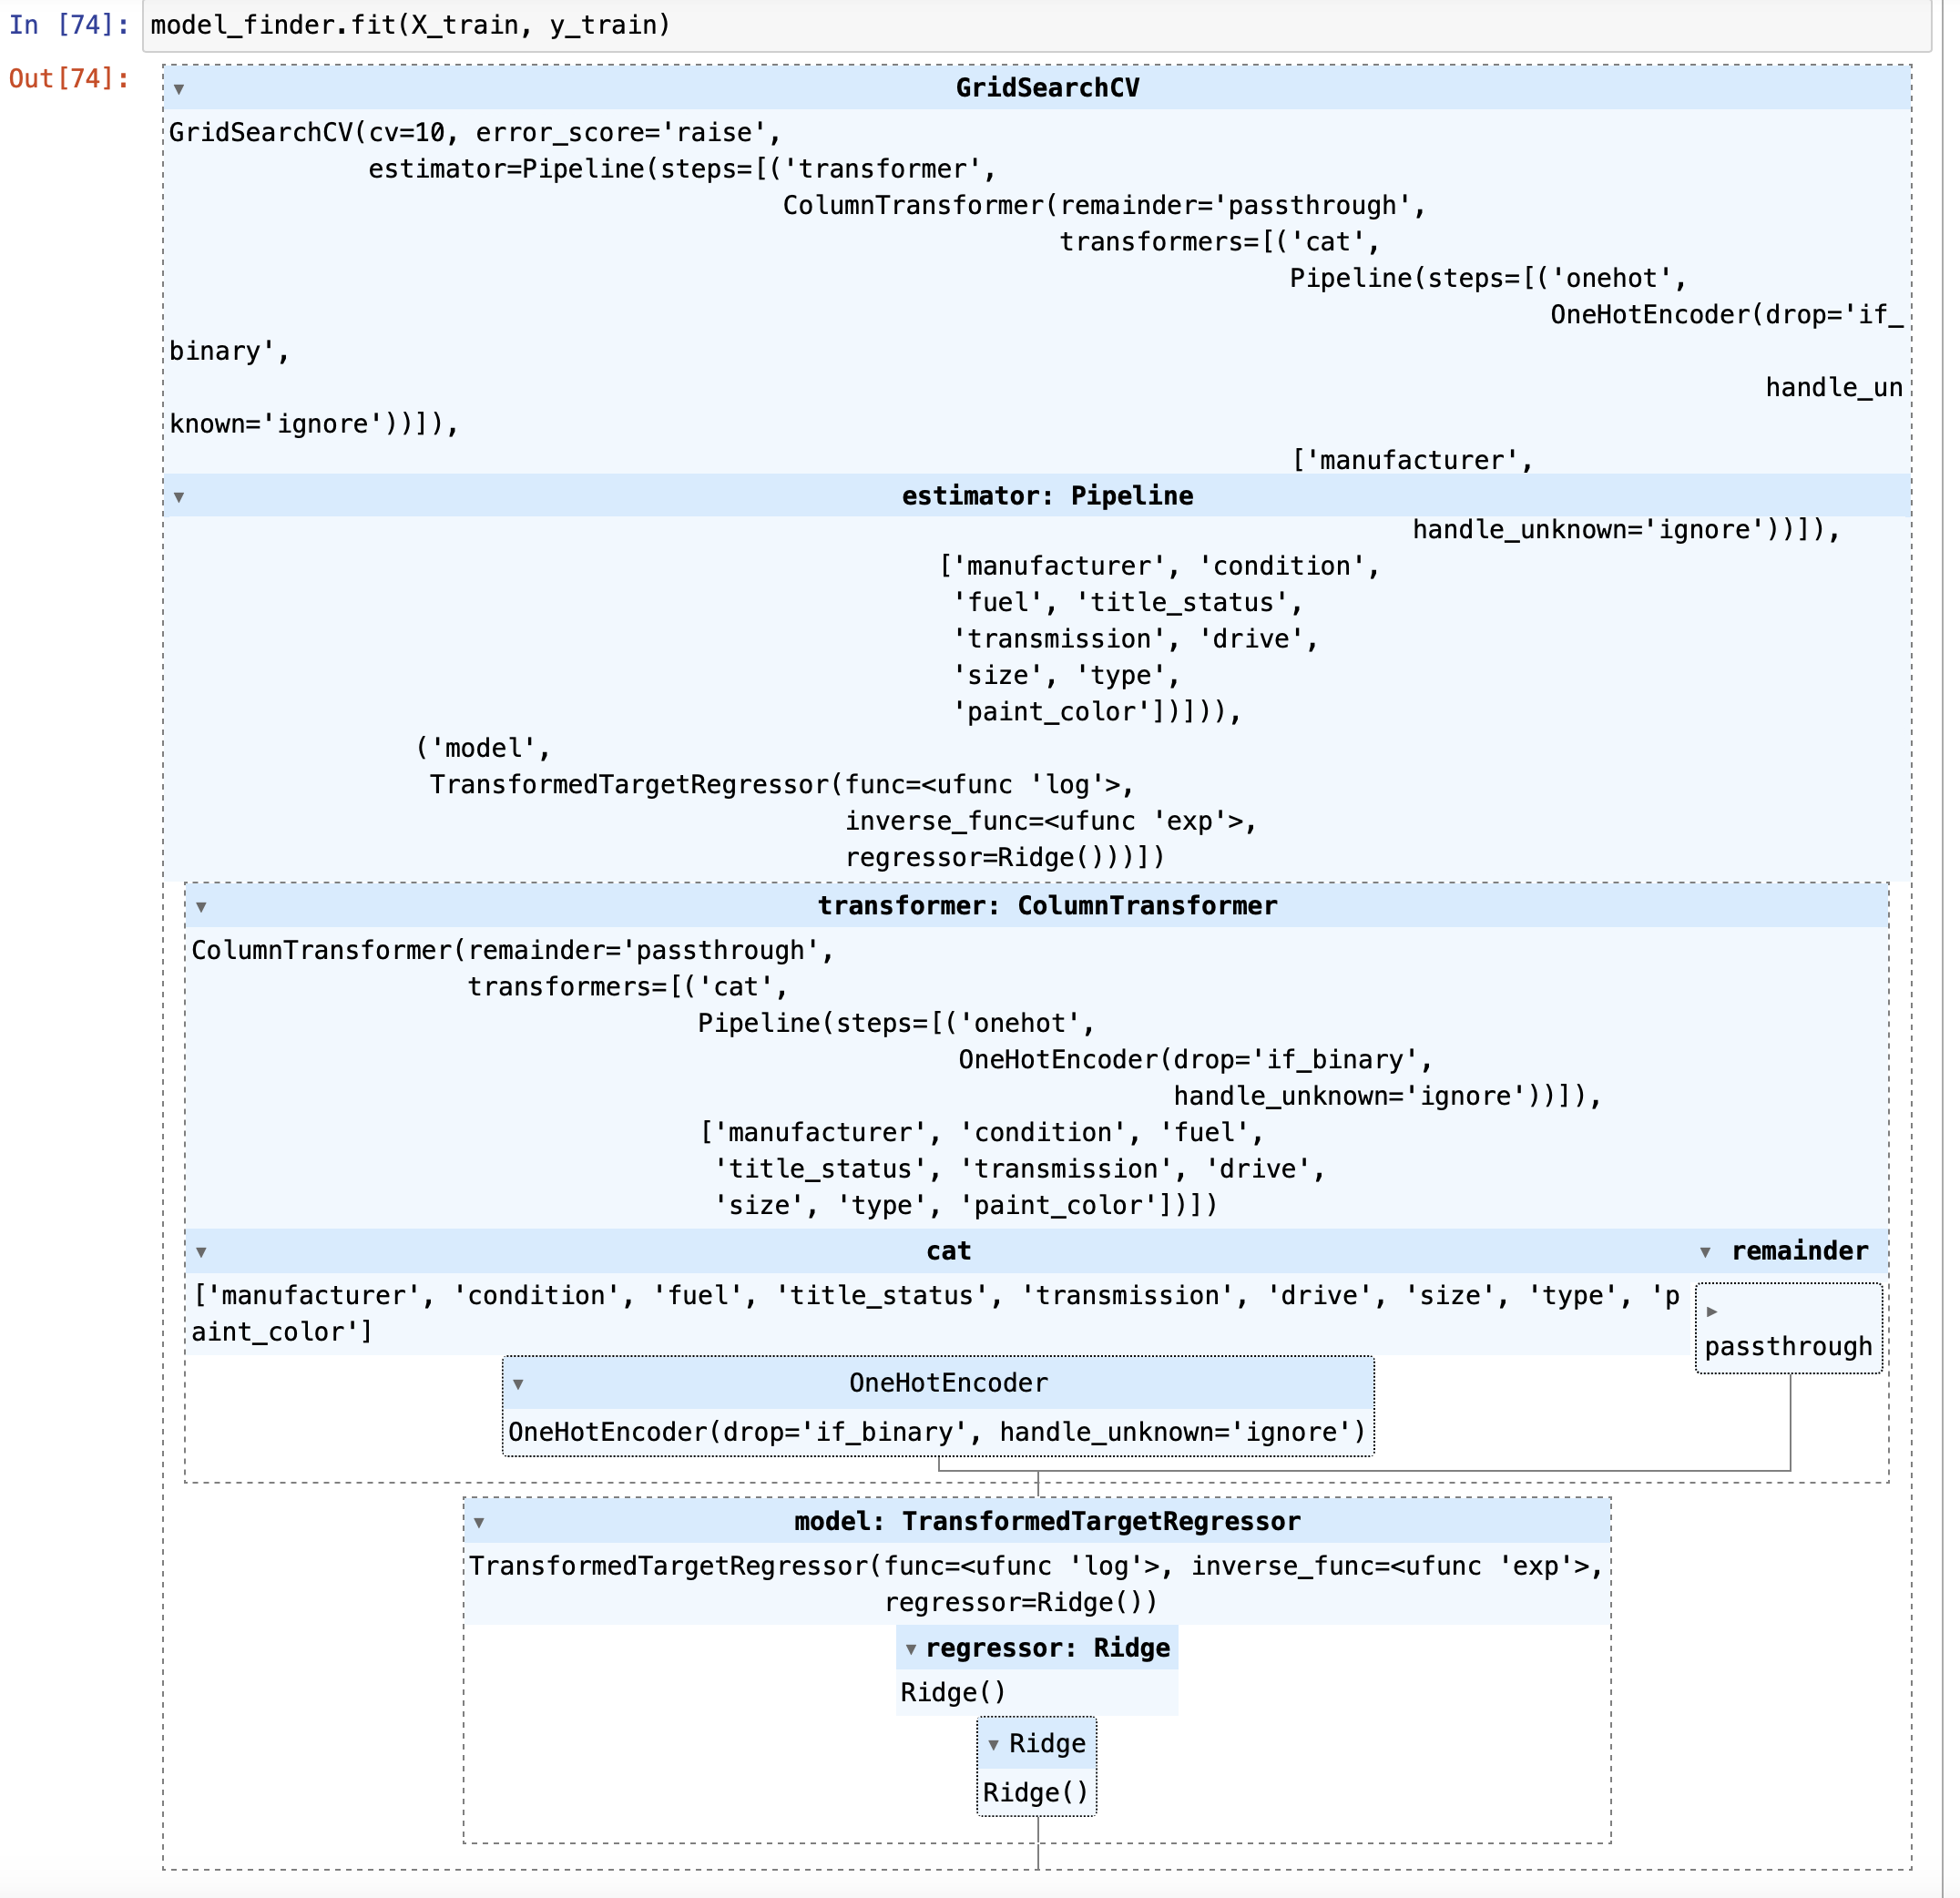 In [74]: model_finder.fit(X_train, y_train)
Out[74]:
▼ GridSearchCV
GridSearchCV(cv=10, error_score='raise',
estimator=Pipeline(steps=[('transformer',
ColumnTransformer(remainder='passthrough',
transformers=[('cat',
Pipeline(steps=[('onehot',
OneHotEncoder(drop='if_
binary',
handle_un
known='ignore'))]),
['manufacturer',
▼ estimator: Pipeline
handle_unknown='ignore'))]),
['manufacturer', 'condition',
'fuel', 'title_status',
'transmission', 'drive',
'size', 'type',
'paint_color'])])),
('model',
TransformedTargetRegressor(func=<ufunc 'log'>,
inverse_func=<ufunc 'exp'>,
regressor=Ridge()))])
▼ transformer: ColumnTransformer
ColumnTransformer(remainder='passthrough',
transformers=[('cat',
Pipeline(steps=[('onehot',
OneHotEncoder(drop='if_binary',
handle_unknown='ignore'))]),
['manufacturer', 'condition', 'fuel',
'title_status', 'transmission', 'drive',
'size', 'type', 'paint_color'])])
▼ cat
▼ remainder
['manufacturer', 'condition', 'fuel', 'title_status', 'transmission', 'drive', 'size', 'type', 'p
aint_color']
▶
passthrough
▼ OneHotEncoder
OneHotEncoder(drop='if_binary', handle_unknown='ignore')
▼ model: TransformedTargetRegressor
TransformedTargetRegressor(func=<ufunc 'log'>, inverse_func=<ufunc 'exp'>,
regressor=Ridge())
▼ regressor: Ridge
Ridge()
▼ Ridge
Ridge()